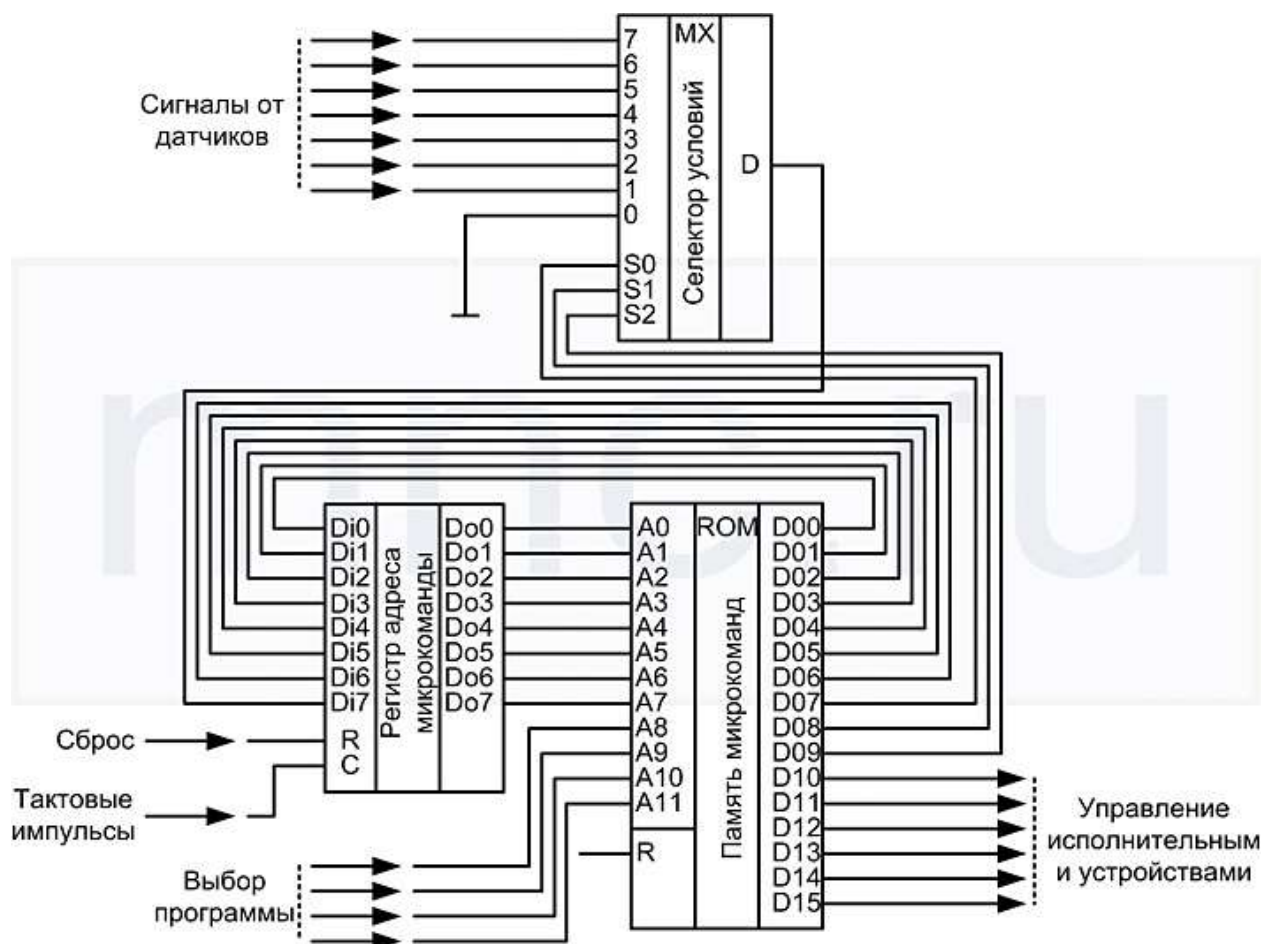 7 MX
6
5
4
3
2
1
0
D
Селектор условий
S0
S1
S2
Сигналы от
датчиков
Di0 Do0
Di1 Do1
Di2 Do2
Di3 Do3
Di4 Do4
Di5 Do5
Di6 Do6
Di7 Do7
R
C
Регистр адреса
микрокоманды
A0 ROM D00
A1 D01
A2 D02
A3 D03
A4 D04
A5 D05
A6 D06
A7 D07
A8 D08
A9 D09
A10 D10
A11 D11
D12
R D13
D14
D15
Память микрокоманд
Сброс
Тактовые
импульсы
Выбор
программы
Управление
исполнительным
и устройствами